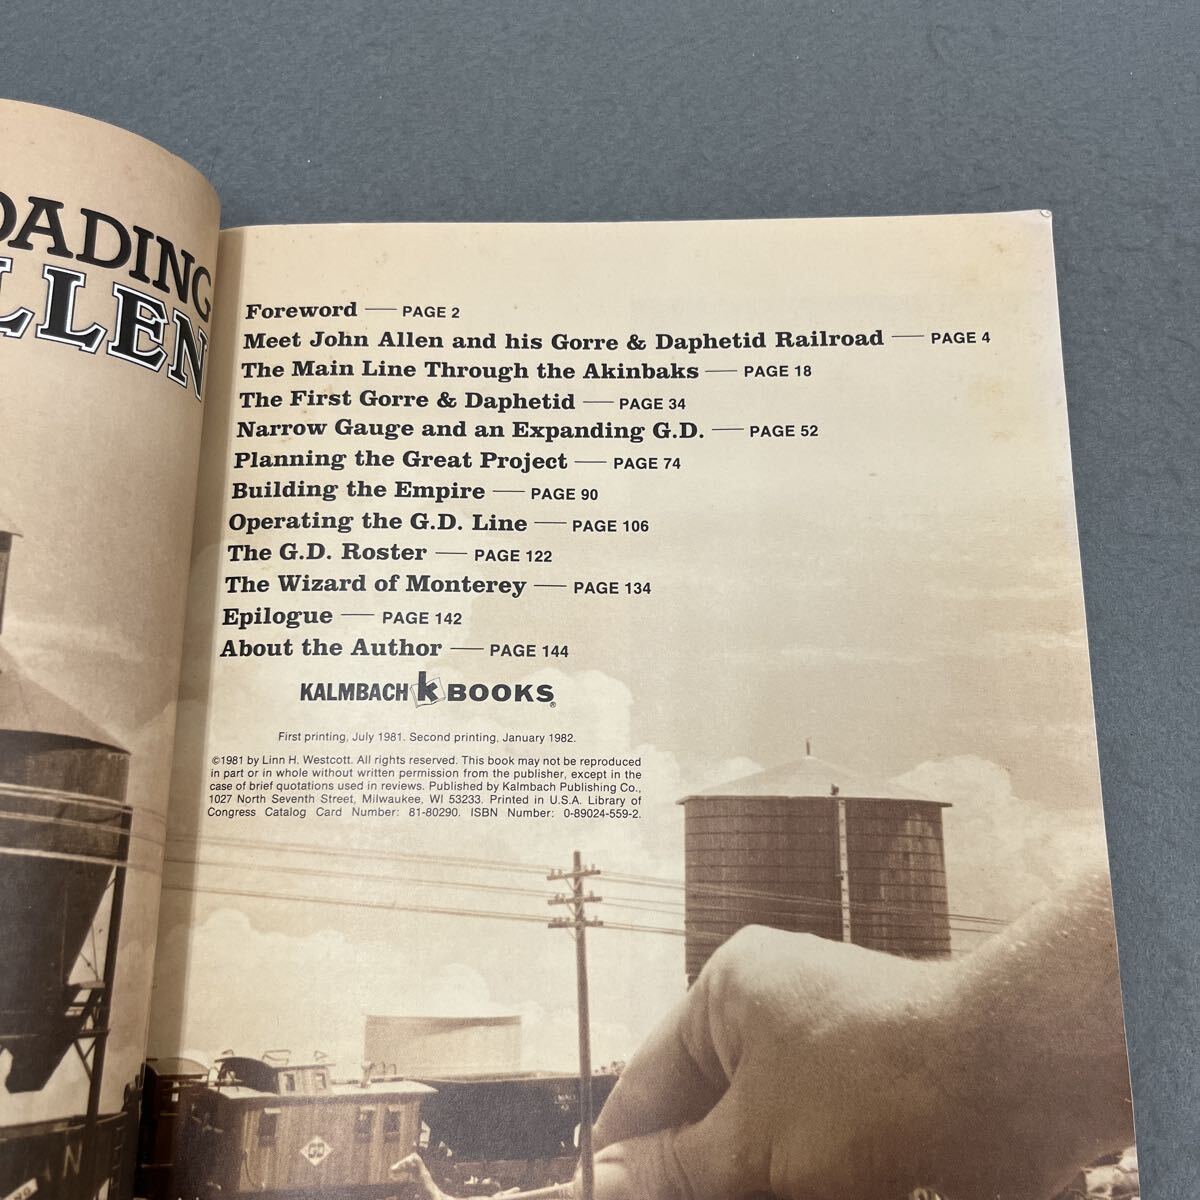 OADING
LLEN
Foreword — PAGE 2
Meet John Allen and his Gorre & Daphetid Railroad — PAGE 4
The Main Line Through the Akinbaks — PAGE 18
The First Gorre & Daphetid — PAGE 34
Narrow Gauge and an Expanding G.D. — PAGE 52
Planning the Great Project — PAGE 74
Building the Empire — PAGE 90
Operating the G.D. Line — PAGE 106
The G.D. Roster — PAGE 122
The Wizard of Monterey — PAGE 134
Epilogue — PAGE 142
About the Author — PAGE 144
KALMBACH k BOOKS®
First printing, July 1981. Second printing, January 1982.
©1981 by Linn H. Westcott. All rights reserved. This book may not be reproduced
in part or in whole without written permission from the publisher, except in the
case of brief quotations used in reviews. Published by Kalmbach Publishing Co.,
1027 North Seventh Street, Milwaukee, WI 53233. Printed in U.S.A. Library of
Congress Catalog Card Number: 81-80290. ISBN Number: 0-89024-559-2.